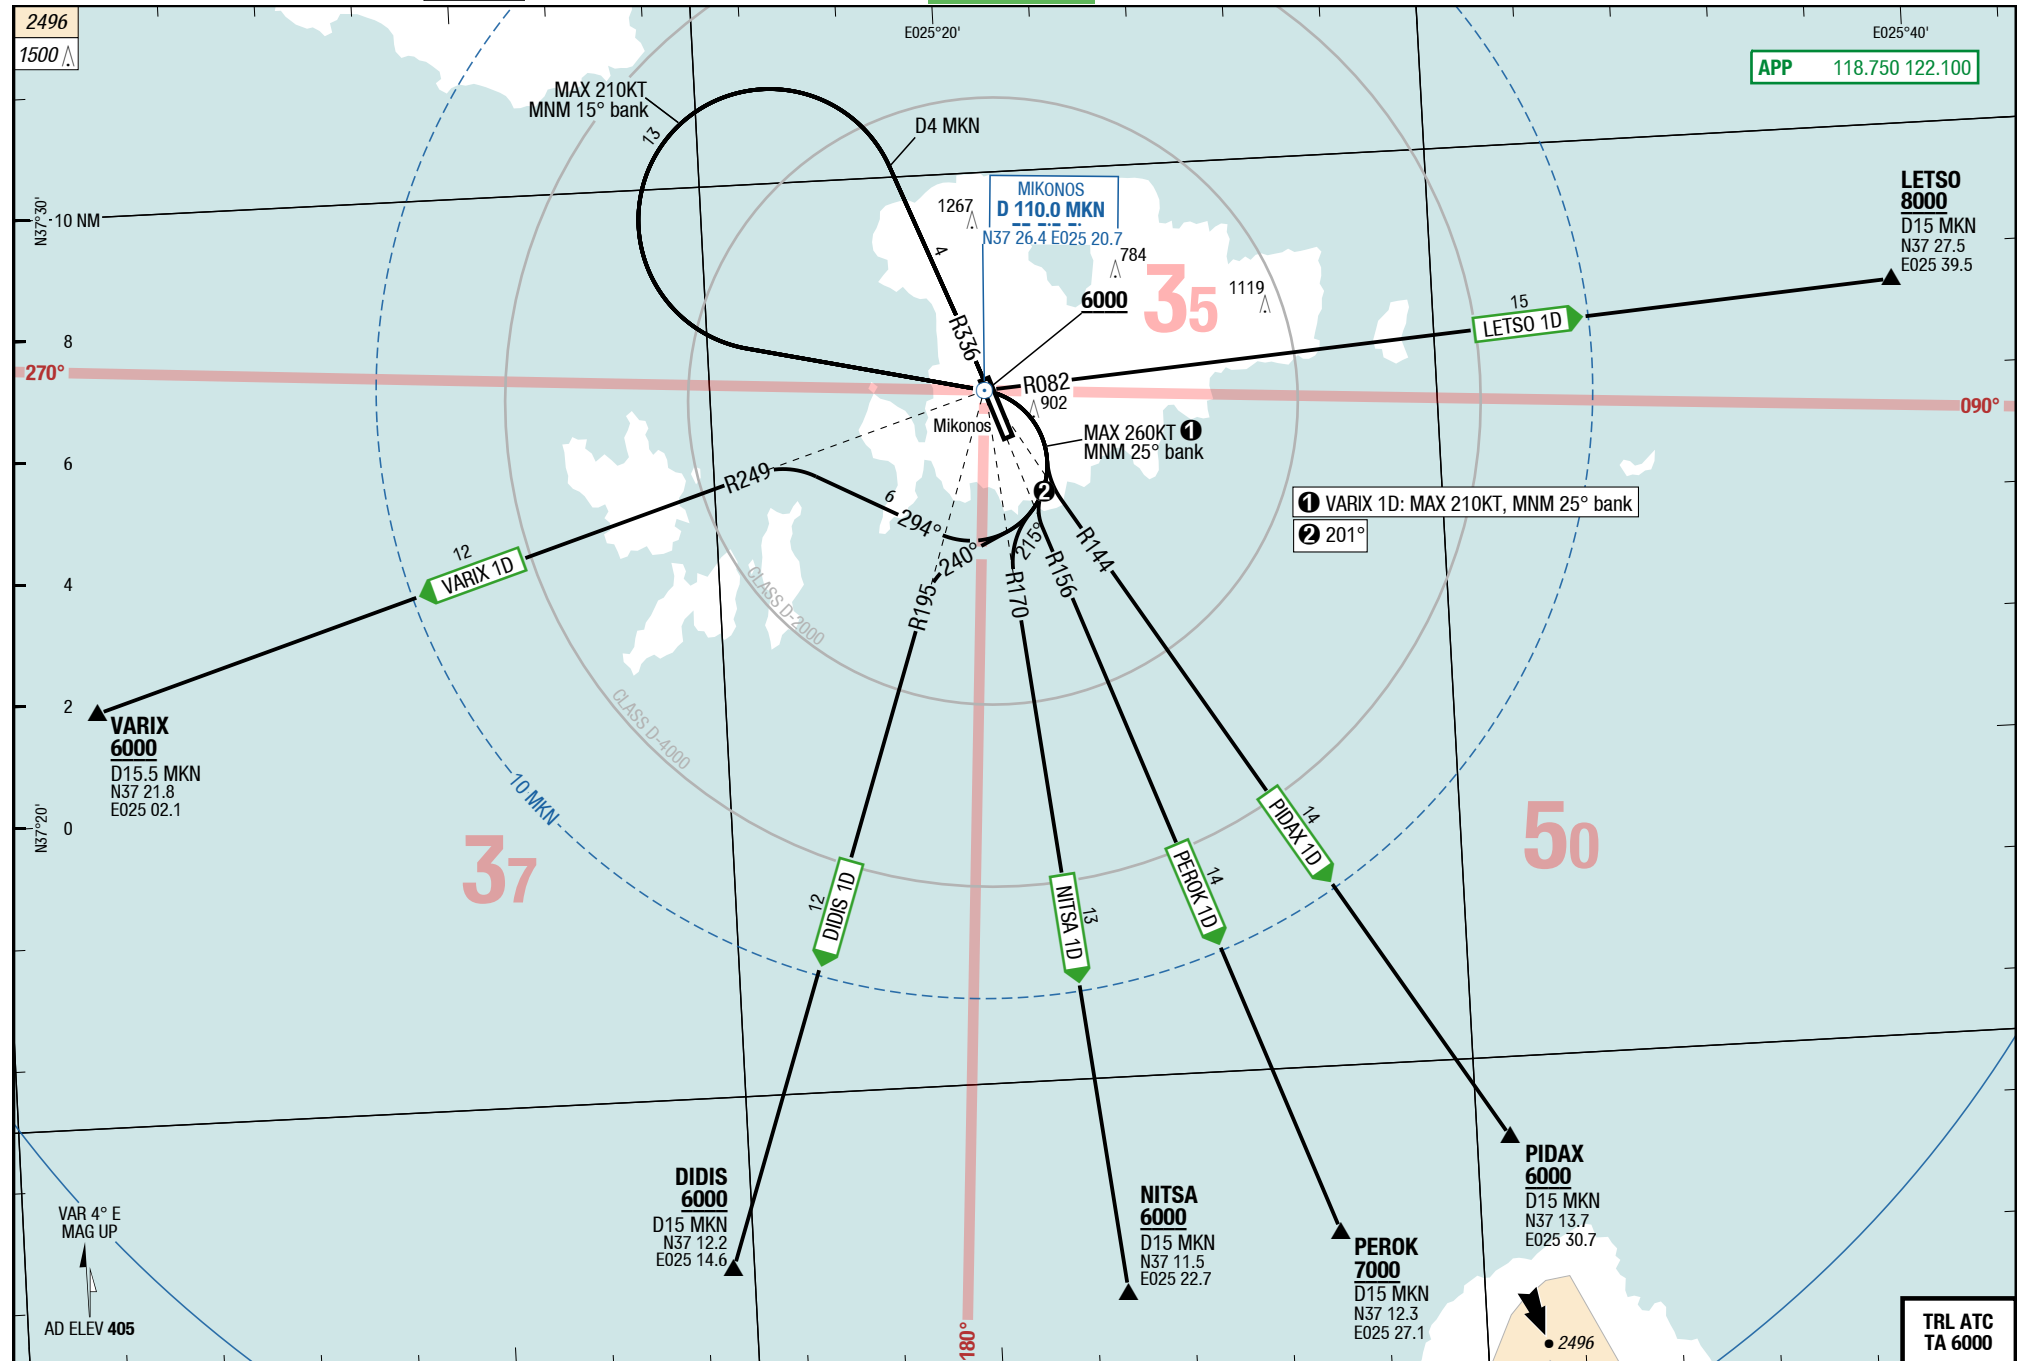 2496
1500
E025°20'
E025°40'
APP 118.750 122.100
MAX 210KT
MNM 15° bank
13
D4 MKN
4
R336
MIKONOS
D 110.0 MKN
N37 26.4 E025 20.7
1267
784
1119
902
35
6000
LETSO
8000
D15 MKN
N37 27.5
E025 39.5
15
LETSO 1D
R082
N37°30'
10 NM
8
6
4
2
0
N37°20'
270°
090°
180°
Mikonos
MAX 260KT 1
MNM 25° bank
2
1 VARIX 1D: MAX 210KT, MNM 25° bank
2 201°
R249
6
294°
240°
215°
R195
R170
R156
R144
12
VARIX 1D
CLASS D-2000
CLASS D-4000
10 MKN
VARIX
6000
D15.5 MKN
N37 21.8
E025 02.1
37
50
12
DIDIS 1D
13
NITSA 1D
14
PEROK 1D
14
PIDAX 1D
DIDIS
6000
D15 MKN
N37 12.2
E025 14.6
NITSA
6000
D15 MKN
N37 11.5
E025 22.7
PEROK
7000
D15 MKN
N37 12.3
E025 27.1
PIDAX
6000
D15 MKN
N37 13.7
E025 30.7
VAR 4° E
MAG UP
AD ELEV 405
2496
TRL ATC
TA 6000